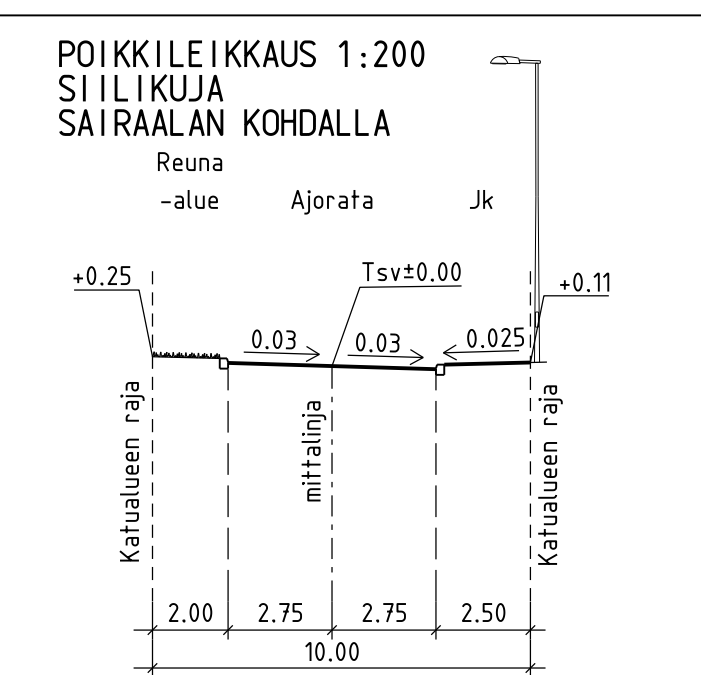 POIKKILEIKKAUS 1:200
SIILIKUJA
SAIRAALAN KOHDALLA
Reuna
-alue Ajorata Jk
+0.25 Tsv±0.00 +0.11
0.03 0.03 0.025
Katualueen raja mittalinja Katualueen raja
2.00 2.75 2.75 2.50
10.00